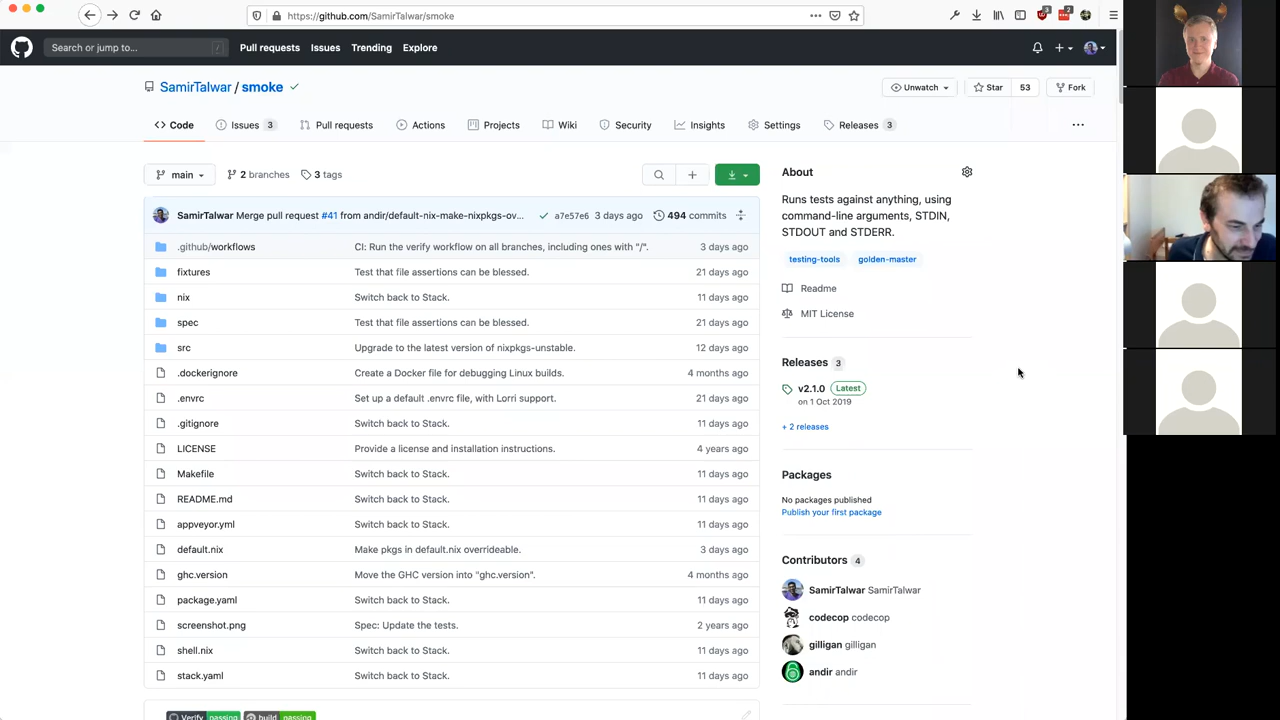 https://github.com/SamirTalwar/smoke
3
2
Search or jump to...
/
Pull requests
Issues
Trending
Explore
SamirTalwar / smoke
Unwatch
Star
53
Fork
Code
Issues 3
Pull requests
Actions
Projects
Wiki
Security
Insights
Settings
Releases 3
main
2 branches
3 tags
SamirTalwar Merge pull request #41 from andir/default-nix-make-nixpkgs-ov... a7e57e6 3 days ago 494 commits
.github/workflows CI: Run the verify workflow on all branches, including ones with "/". 3 days ago
fixtures Test that file assertions can be blessed. 21 days ago
nix Switch back to Stack. 11 days ago
spec Test that file assertions can be blessed. 21 days ago
src Upgrade to the latest version of nixpkgs-unstable. 12 days ago
.dockerignore Create a Docker file for debugging Linux builds. 4 months ago
.envrc Set up a default .envrc file, with Lorri support. 21 days ago
.gitignore Switch back to Stack. 11 days ago
LICENSE Provide a license and installation instructions. 4 years ago
Makefile Switch back to Stack. 11 days ago
README.md Switch back to Stack. 11 days ago
appveyor.yml Switch back to Stack. 11 days ago
default.nix Make pkgs in default.nix overrideable. 3 days ago
ghc.version Move the GHC version into "ghc.version". 4 months ago
package.yaml Switch back to Stack. 11 days ago
screenshot.png Spec: Update the tests. 2 years ago
shell.nix Switch back to Stack. 11 days ago
stack.yaml Switch back to Stack. 11 days ago
Verify passing build passing
About
Runs tests against anything, using
command-line arguments, STDIN,
STDOUT and STDERR.
testing-tools golden-master
Readme
MIT License
Releases 3
v2.1.0 Latest
on 1 Oct 2019
+ 2 releases
Packages
No packages published
Publish your first package
Contributors 4
SamirTalwar SamirTalwar
codecop codecop
gilligan gilligan
andir andir